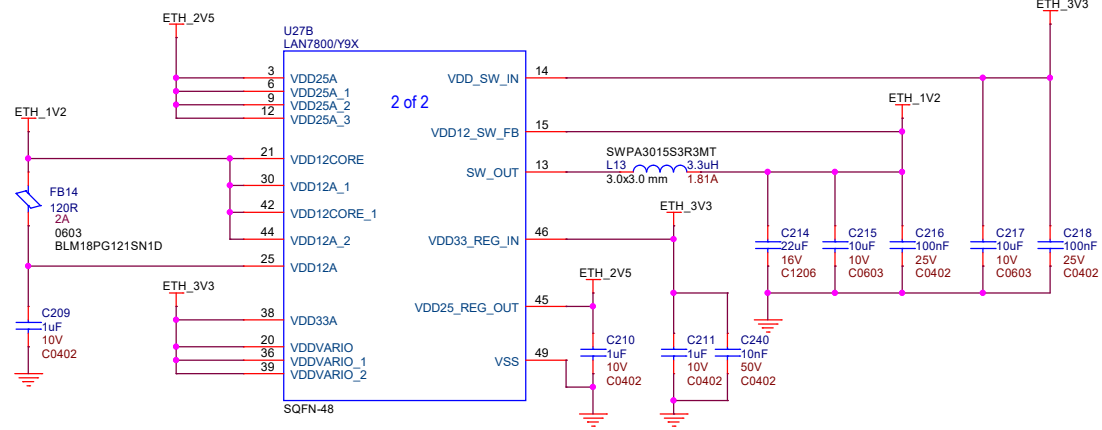 ETH_3V3
ETH_2V5
U27B
LAN7800/Y9X
3 VDD25A
6 VDD25A_1
9 VDD25A_2
12 VDD25A_3
2 of 2
VDD_SW_IN 14
ETH_1V2
ETH_1V2
VDD12_SW_FB 15
21 VDD12CORE
30 VDD12A_1
42 VDD12CORE_1
44 VDD12A_2
25 VDD12A
SW_OUT 13
SWPA3015S3R3MT
L13 3.3uH
3.0x3.0 mm 1.81A
FB14
120R
2A
0603
BLM18PG121SN1D
ETH_3V3
VDD33_REG_IN 46
C214
22uF
16V
C1206
C215
10uF
10V
C0603
C216
100nF
25V
C0402
C217
10uF
10V
C0603
C218
100nF
25V
C0402
ETH_2V5
VDD25_REG_OUT 45
ETH_3V3
38 VDD33A
20 VDDVARIO
36 VDDVARIO_1
39 VDDVARIO_2
C209
1uF
10V
C0402
VSS 49
C210
1uF
10V
C0402
C211
1uF
10V
C0402
C240
10nF
50V
C0402
SQFN-48